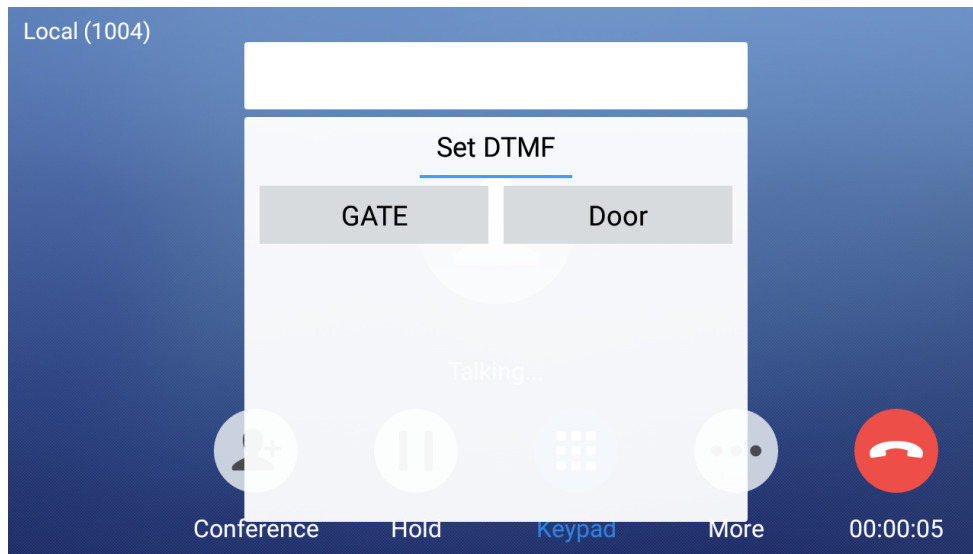 Local (1004)
Set DTMF
GATE Door
Talking...
Conference Hold Keypad More 00:00:05